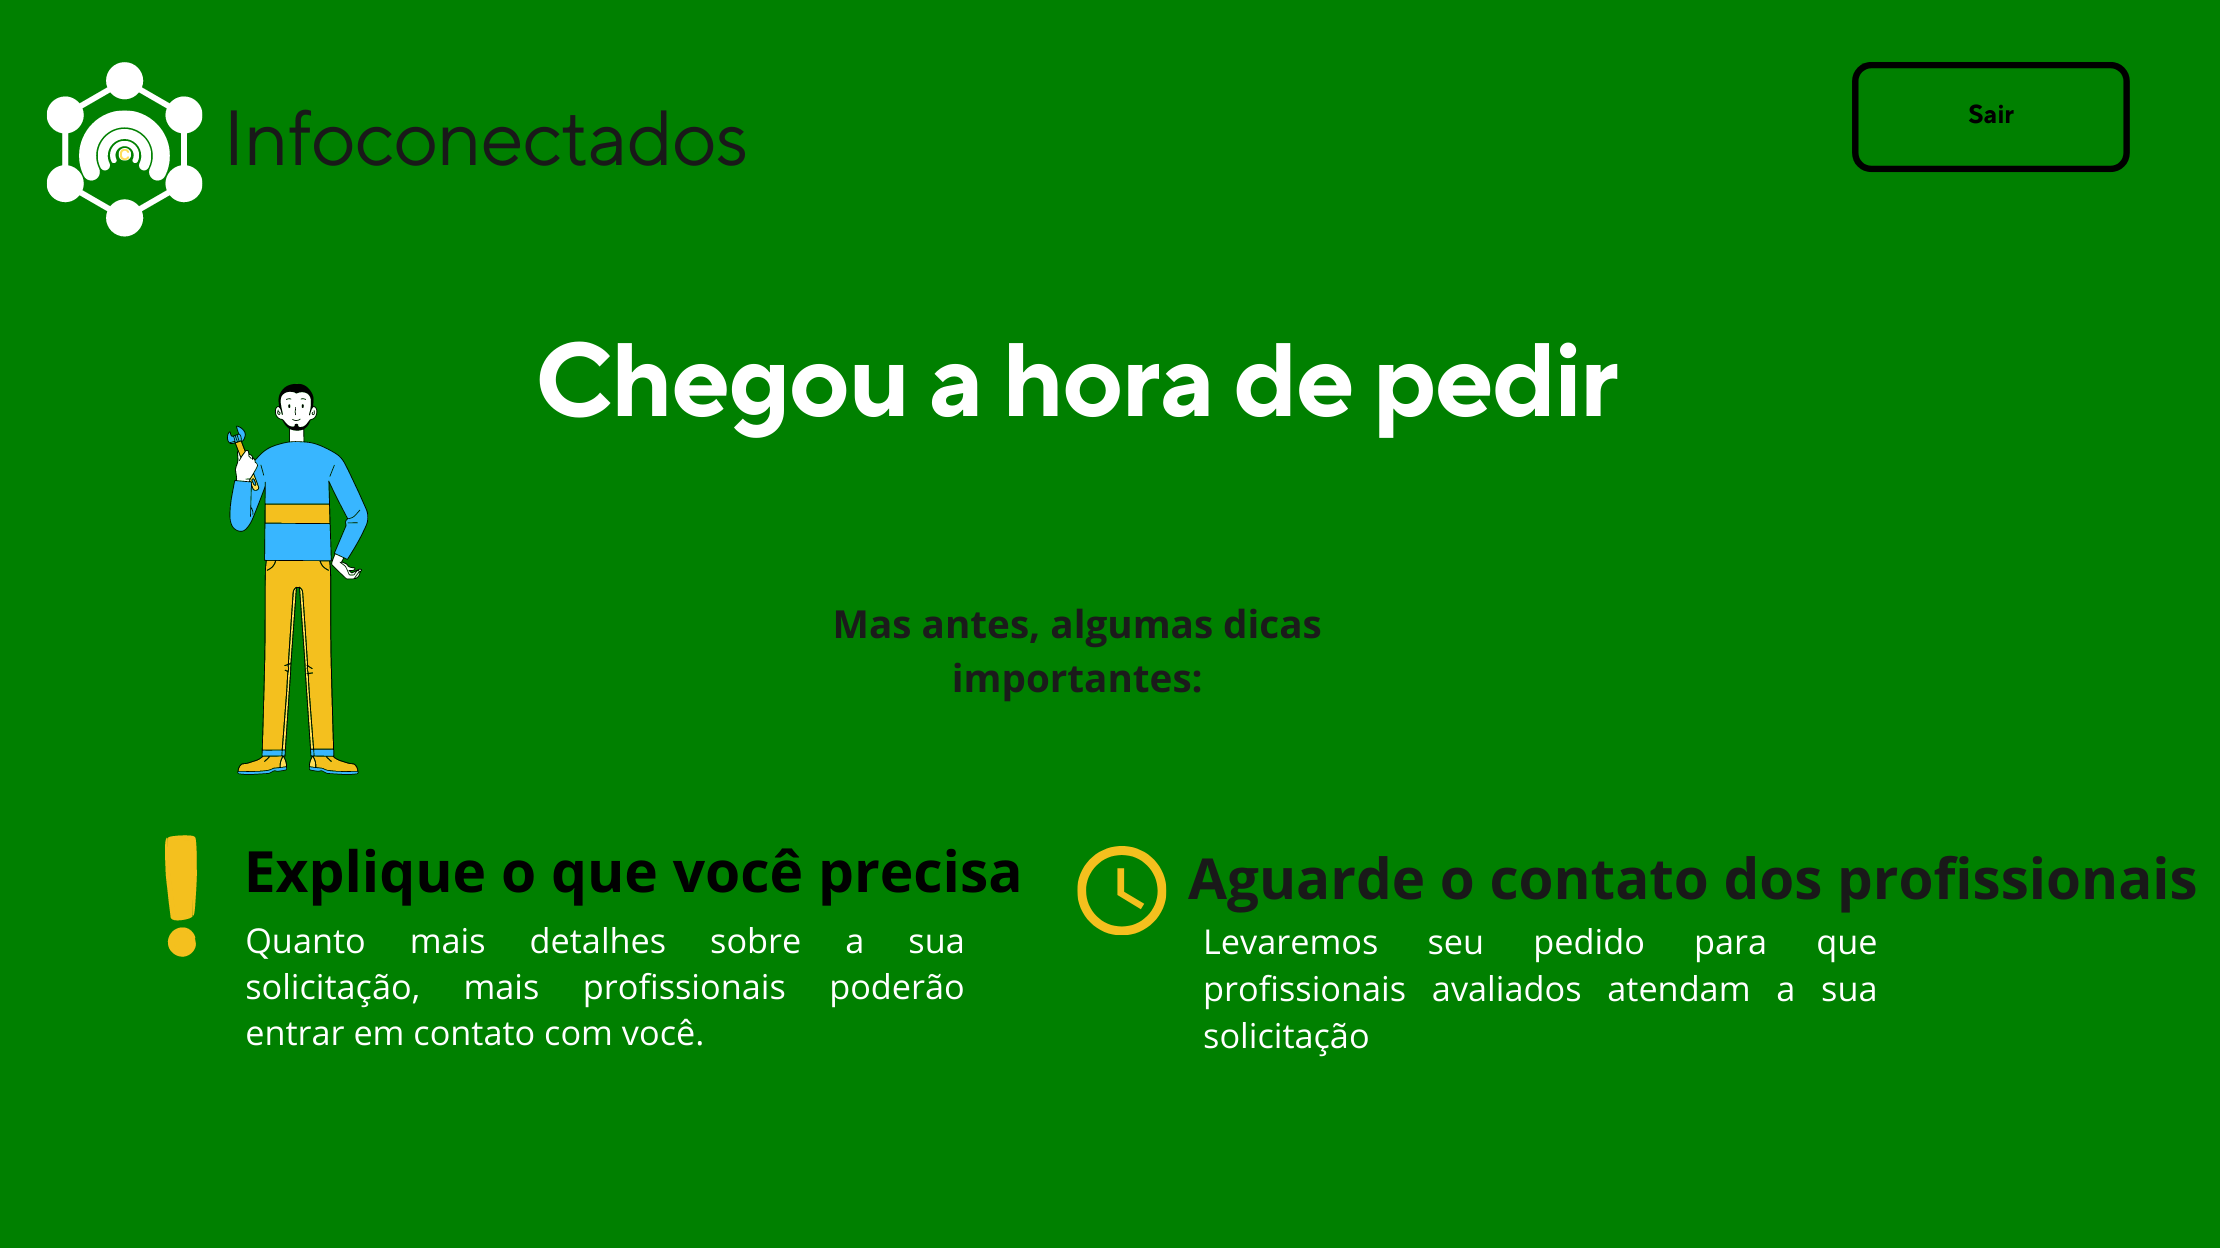 Infoconectados
Sair
Chegou a hora de pedir
Mas antes, algumas dicas
importantes:
Explique o que você precisa
Quanto mais detalhes sobre a sua
solicitação, mais profissionais poderão
entrar em contato com você.
Aguarde o contato dos profissionais
Levaremos seu pedido para que
profissionais avaliados atendam a sua
solicitação